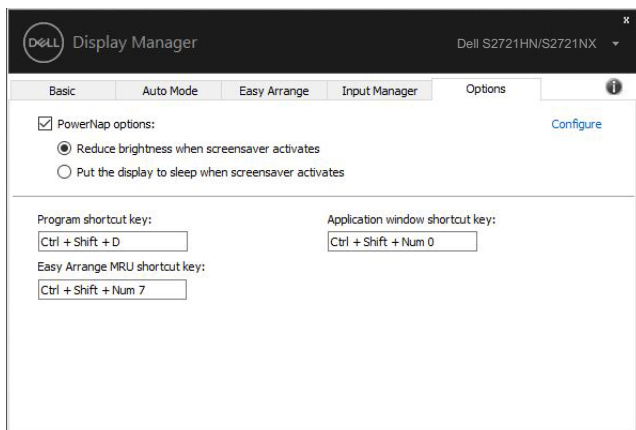 x
DELL Display Manager Dell S2721HN/S2721NX
Basic Auto Mode Easy Arrange Input Manager Options i
PowerNap options: Configure
Reduce brightness when screensaver activates
Put the display to sleep when screensaver activates
Program shortcut key: Application window shortcut key:
Ctrl + Shift + D Ctrl + Shift + Num 0
Easy Arrange MRU shortcut key:
Ctrl + Shift + Num 7